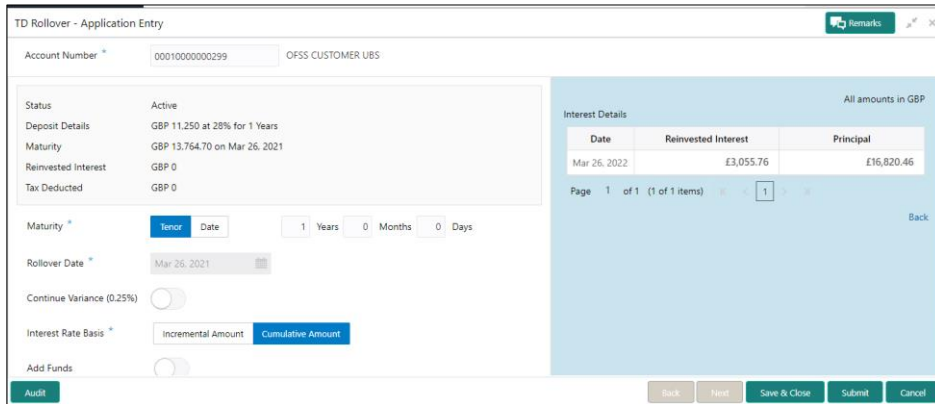 TD Rollover - Application Entry
Remarks
Account Number *
00010000000299
OFSS CUSTOMER UBS
Status Active
Deposit Details GBP 11,250 at 28% for 1 Years
Maturity GBP 13,764.70 on Mar 26, 2021
Reinvested Interest GBP 0
Tax Deducted GBP 0
Maturity * Tenor Date 1 Years 0 Months 0 Days
Rollover Date * Mar 26, 2021
Continue Variance (0.25%)
Interest Rate Basis * Incremental Amount Cumulative Amount
Add Funds
All amounts in GBP
Interest Details
Date Reinvested Interest Principal
Mar 26, 2022 £3,055.76 £16,820.46
Page 1 of 1 (1 of 1 items) 1
Back
Audit Back Next Save & Close Submit Cancel